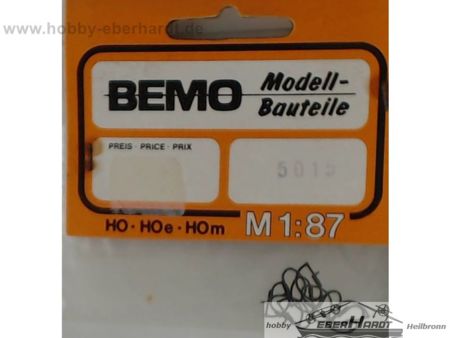 www.hobby-eberhardt.de
BEMO Modell-Bauteile
PREIS · PRICE · PRIX
5015
HO · HOe · HOm M 1:87
hobby EBERHARDT Heilbronn